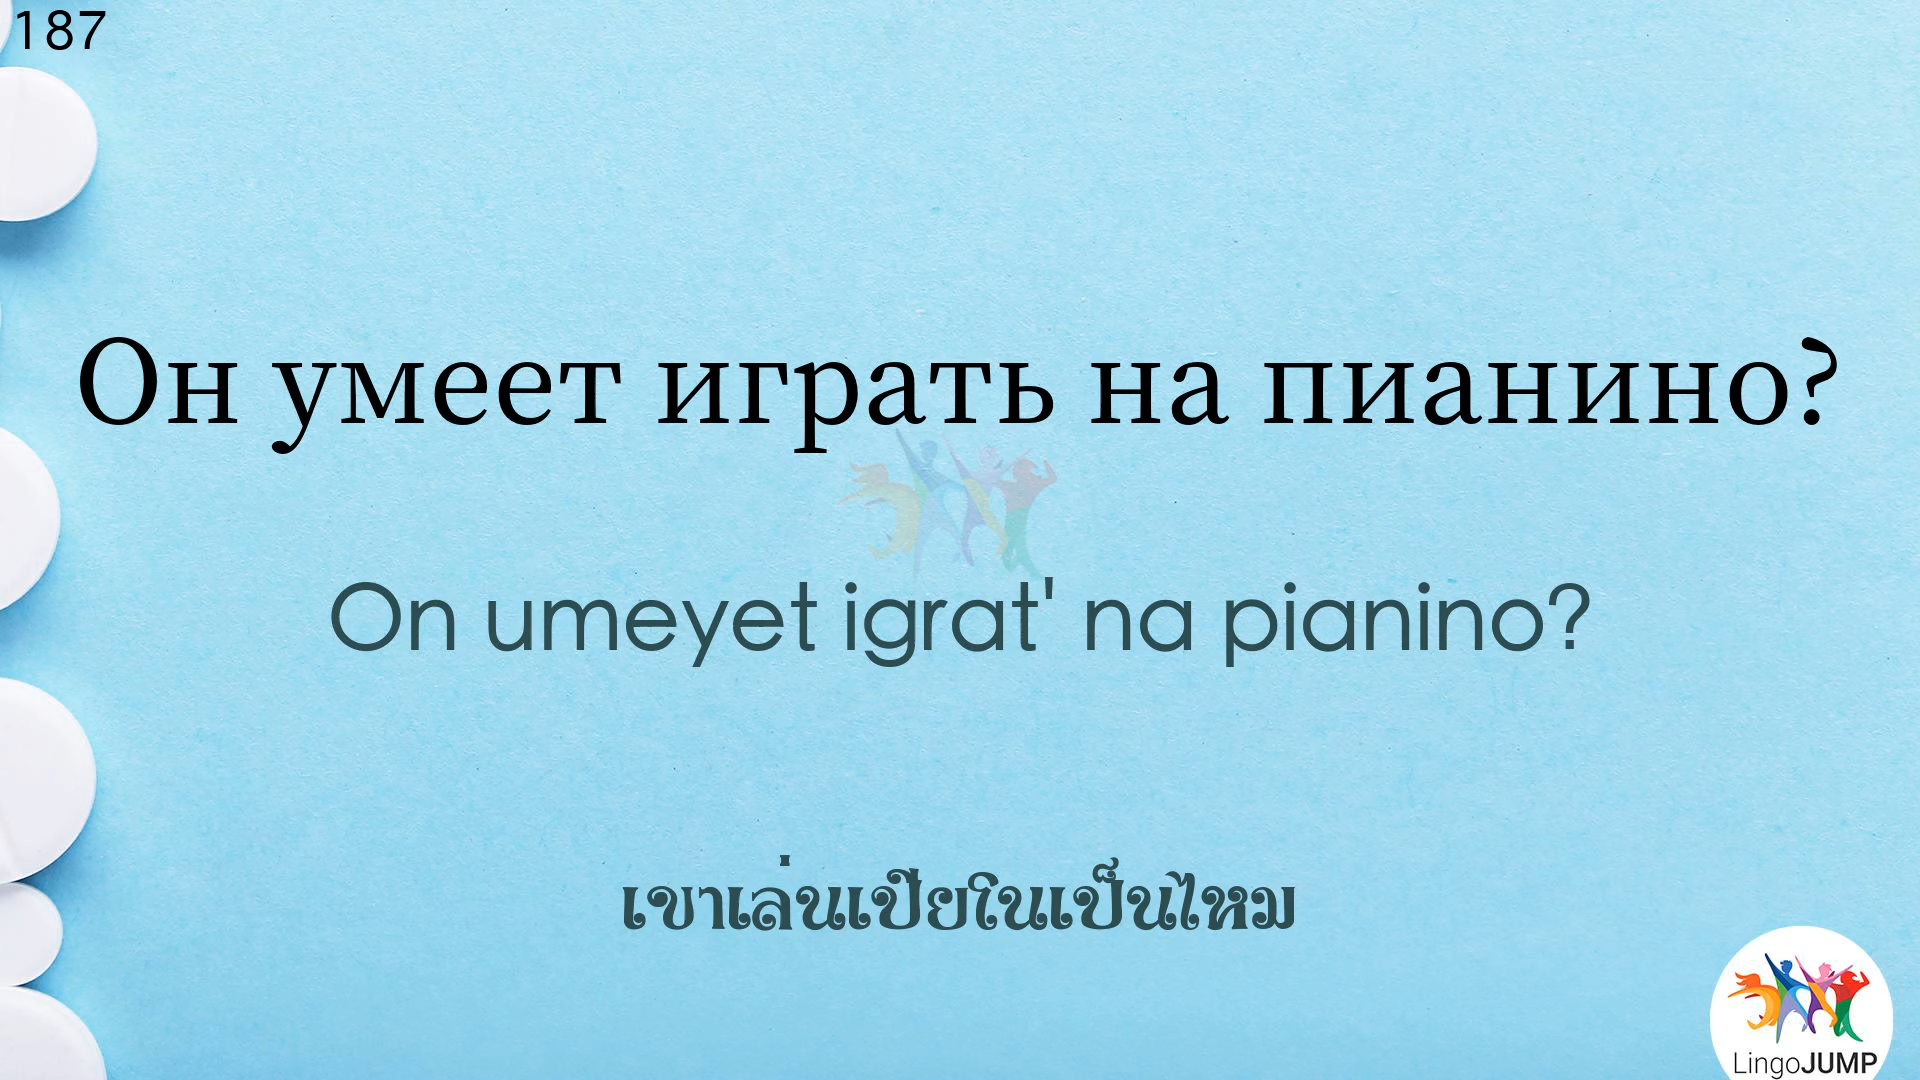 187
Он умеет играть на пианино?
On umeyet igrat' na pianino?
เขาเล่นเปียโนเป็นไหม
LingoJUMP